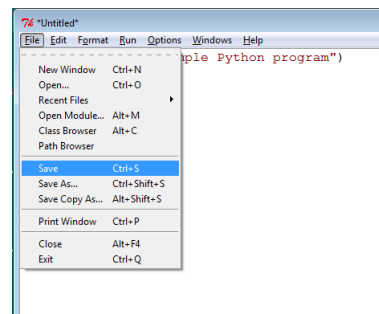 7% *Untitled*
File Edit Format Run Options Windows Help
ple Python program")
New Window Ctrl+N
Open... Ctrl+O
Recent Files
Open Module... Alt+M
Class Browser Alt+C
Path Browser
Save Ctrl+S
Save As... Ctrl+Shift+S
Save Copy As... Alt+Shift+S
Print Window Ctrl+P
Close Alt+F4
Exit Ctrl+Q